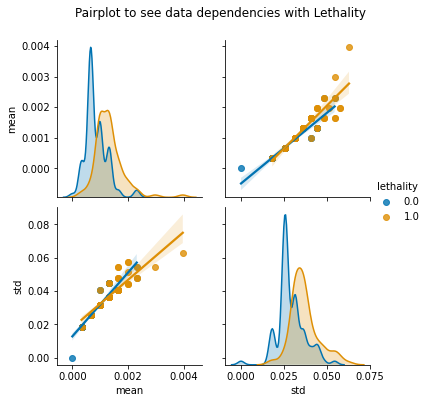 Pairplot to see data dependencies with Lethality
0.004
0.003
0.002
0.001
0.000
mean
lethality
0.0
1.0
0.08
0.06
0.04
0.02
0.00
std
0.000 0.002 0.004
mean
0.000 0.025 0.050 0.075
std